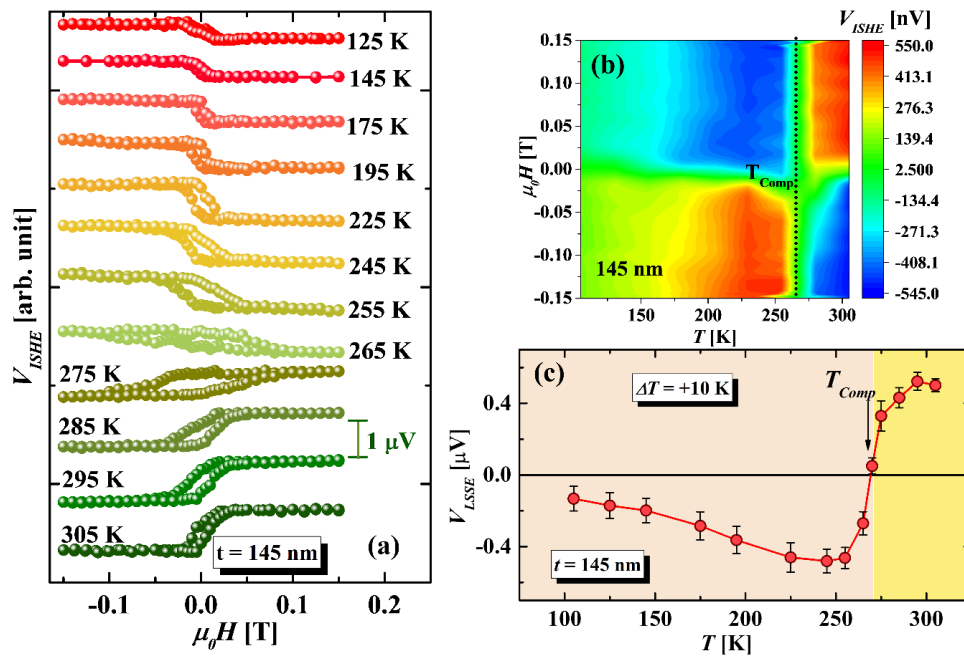 125 K
145 K
175 K
195 K
225 K
245 K
255 K
265 K
275 K
285 K
1 μV
295 K
305 K
t = 145 nm
(a)
V_ISHE [arb. unit]
-0.1
0.0
0.1
0.2
μ₀H [T]
V_ISHE [nV]
(b)
0.15
0.10
0.05
0.00
-0.05
-0.10
-0.15
μ₀H [T]
T_Comp
145 nm
150
200
250
300
T [K]
550.0
413.1
276.3
139.4
2.500
-134.4
-271.3
-408.1
-545.0
(c)
ΔT = +10 K
T_Comp
0.4
0.0
-0.4
V_LSSE [μV]
t = 145 nm
100
150
200
250
300
T [K]